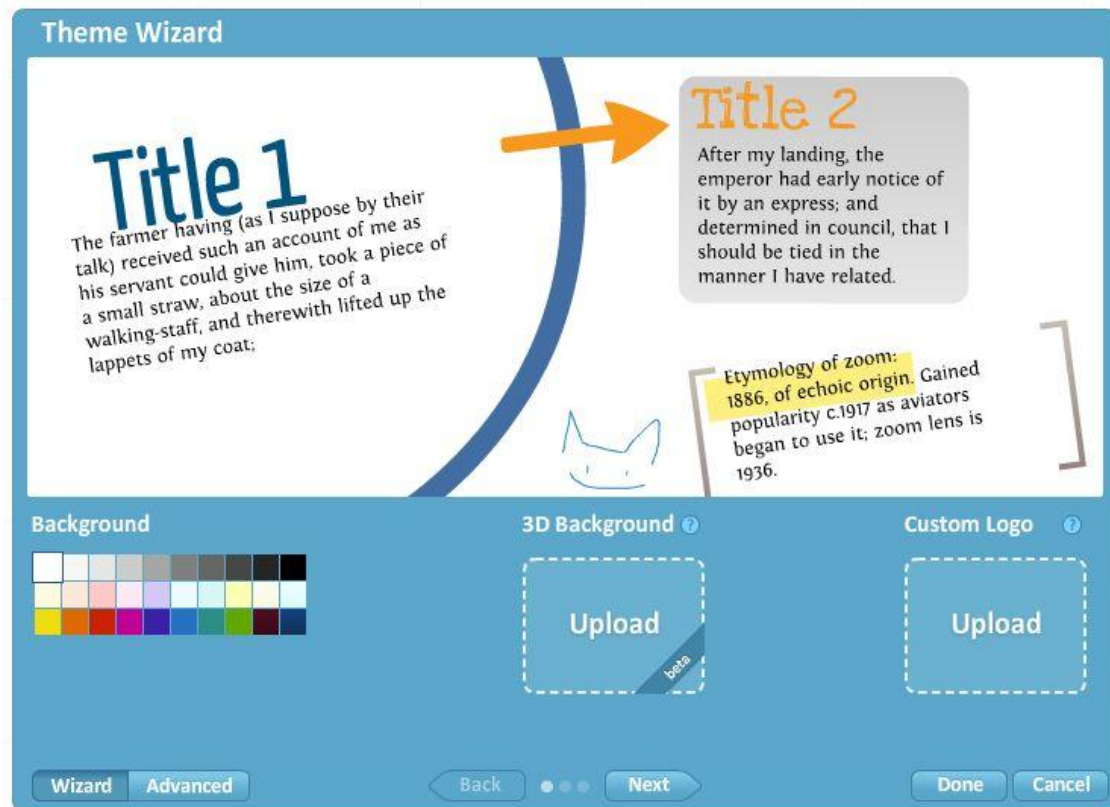 Theme Wizard
Title 1
The farmer having (as I suppose by their
talk) received such an account of me as
his servant could give him, took a piece of
a small straw, about the size of a
walking-staff, and therewith lifted up the
lappets of my coat;
Title 2
After my landing, the
emperor had early notice of
it by an express; and
determined in council, that I
should be tied in the
manner I have related.
Etymology of zoom:
1886, of echoic origin. Gained
popularity c.1917 as aviators
began to use it; zoom lens is
1936.
Background
3D Background ?
Upload
beta
Custom Logo ?
Upload
Wizard
Advanced
Back
Next
Done
Cancel